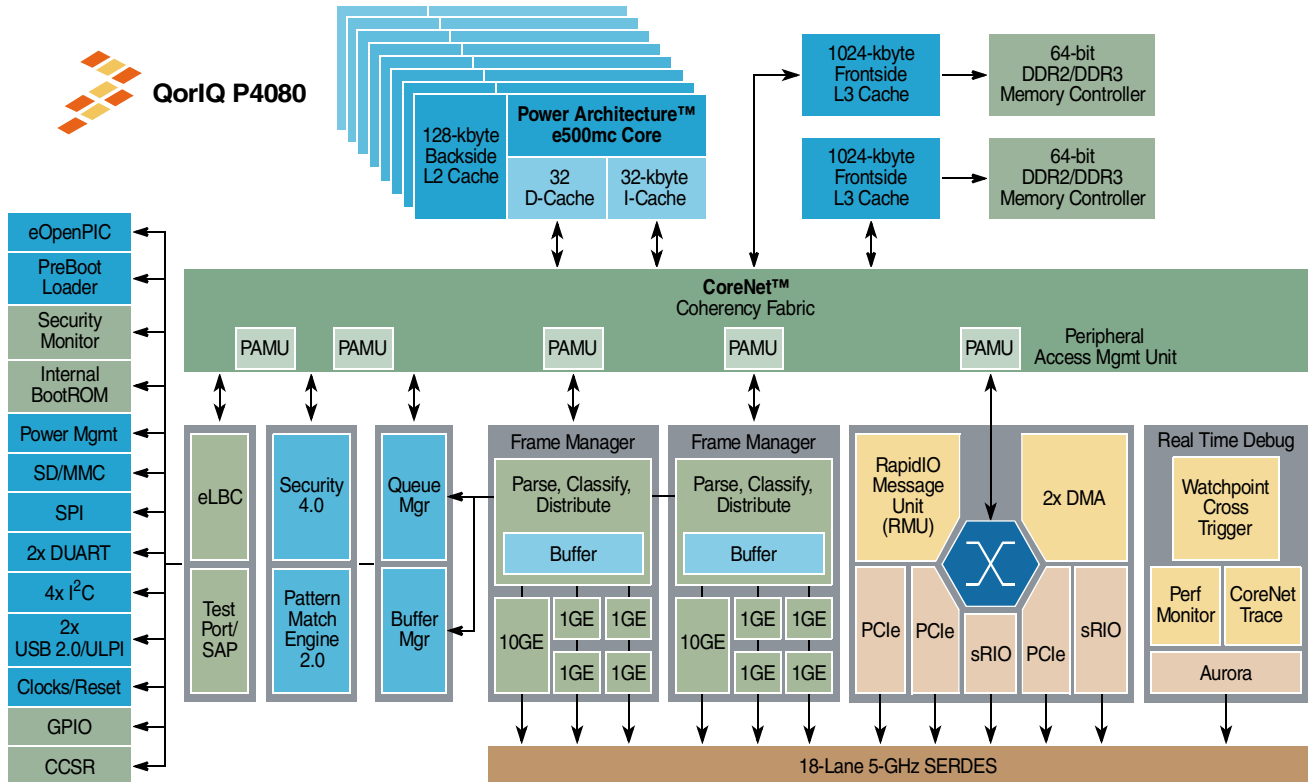 QorIQ P4080
128-kbyte
Backside
L2 Cache
Power Architecture™
e500mc Core
32
D-Cache
32-kbyte
I-Cache
1024-kbyte
Frontside
L3 Cache
64-bit
DDR2/DDR3
Memory Controller
1024-kbyte
Frontside
L3 Cache
64-bit
DDR2/DDR3
Memory Controller
eOpenPIC
PreBoot
Loader
Security
Monitor
Internal
BootROM
Power Mgmt
SD/MMC
SPI
2x DUART
4x I²C
2x
USB 2.0/ULPI
Clocks/Reset
GPIO
CCSR
CoreNet™
Coherency Fabric
PAMU
PAMU
PAMU
PAMU
PAMU
Peripheral
Access Mgmt Unit
eLBC
Test
Port/
SAP
Security
4.0
Pattern
Match
Engine
2.0
Queue
Mgr
Buffer
Mgr
Frame Manager
Parse, Classify,
Distribute
Buffer
10GE
1GE
1GE
1GE
1GE
Frame Manager
Parse, Classify,
Distribute
Buffer
10GE
1GE
1GE
1GE
1GE
RapidIO
Message
Unit
(RMU)
2x DMA
PCIe
PCIe
sRIO
PCIe
sRIO
Real Time Debug
Watchpoint
Cross
Trigger
Perf
Monitor
CoreNet
Trace
Aurora
18-Lane 5-GHz SERDES